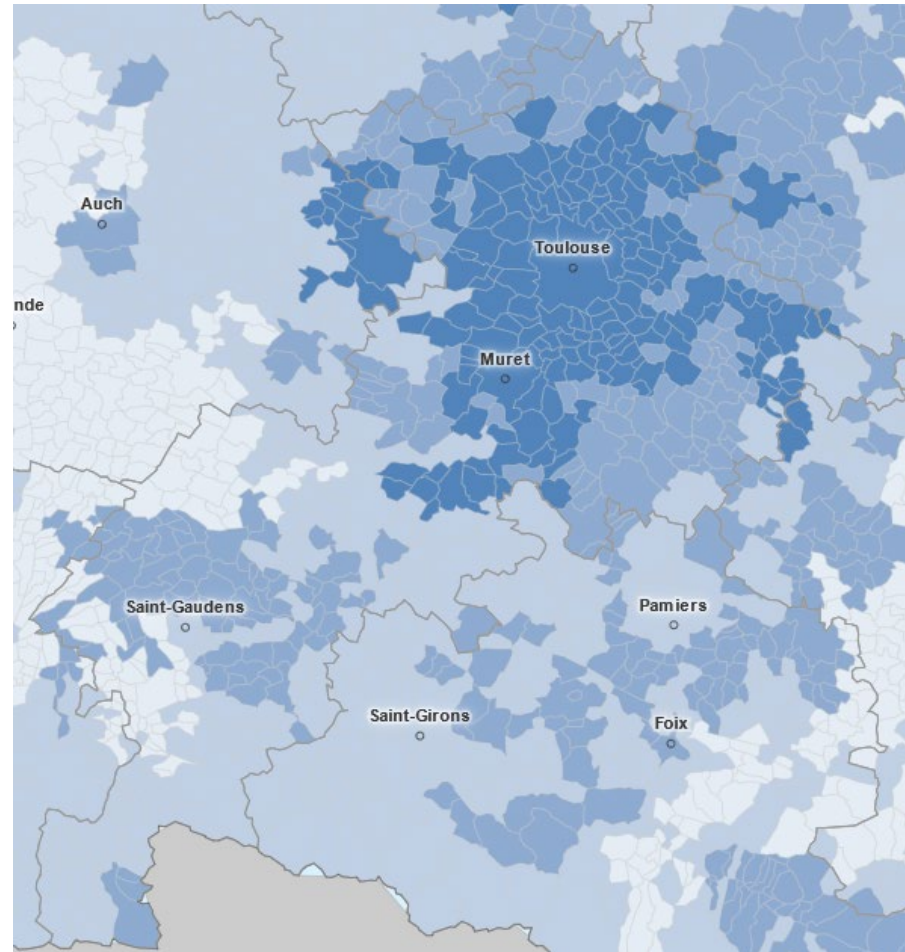 Auch
Toulouse
nde
Muret
Saint-Gaudens
Pamiers
Saint-Girons
Foix